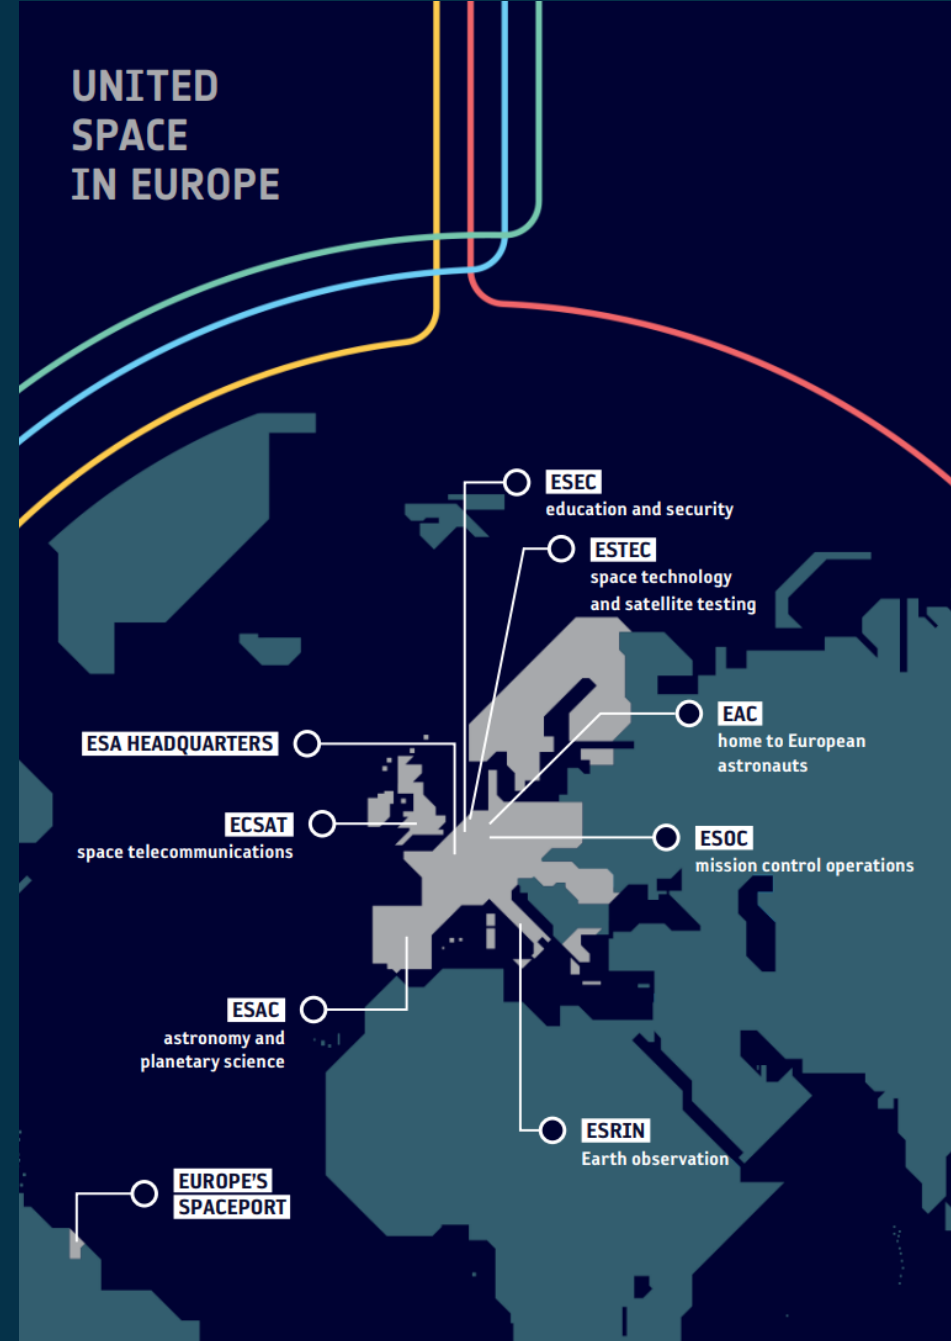 UNITED
SPACE
IN EUROPE
ESEC
education and security
ESTEC
space technology
and satellite testing
EAC
home to European
astronauts
ESA HEADQUARTERS
ECSAT
space telecommunications
ESOC
mission control operations
ESAC
astronomy and
planetary science
ESRIN
Earth observation
EUROPE'S
SPACEPORT